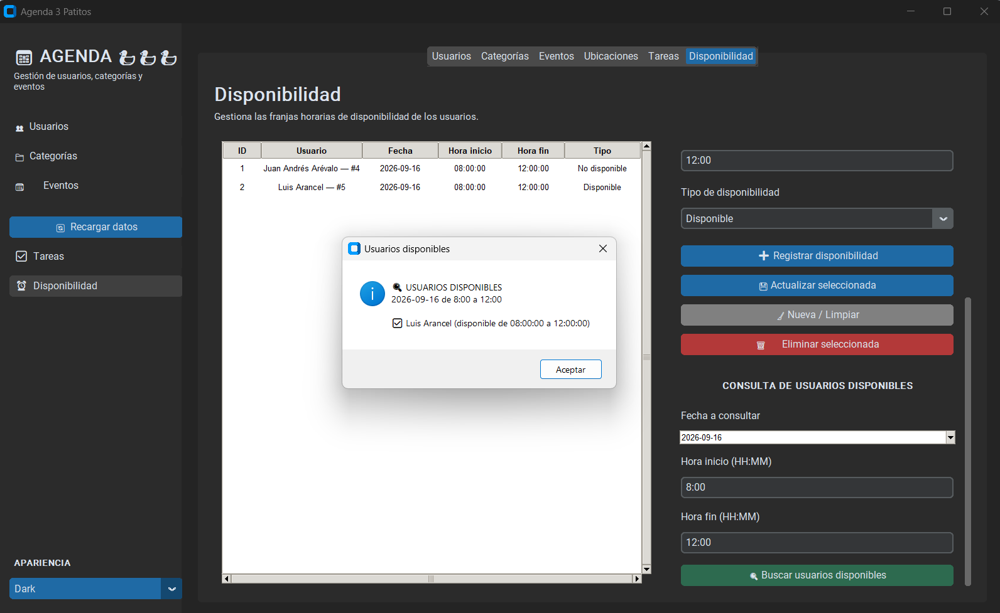 Agenda 3 Patitos
AGENDA
Gestión de usuarios, categorías y
eventos
Usuarios
Categorías
Eventos
Recargar datos
Tareas
Disponibilidad
APARIENCIA
Dark
Usuarios Categorías Eventos Ubicaciones Tareas Disponibilidad
Disponibilidad
Gestiona las franjas horarias de disponibilidad de los usuarios.
ID Usuario Fecha Hora inicio Hora fin Tipo
1 Juan Andrés Arévalo — #4 2026-09-16 08:00:00 12:00:00 No disponible
2 Luis Arancel — #5 2026-09-16 08:00:00 12:00:00 Disponible
Usuarios disponibles
USUARIOS DISPONIBLES
2026-09-16 de 8:00 a 12:00
Luis Arancel (disponible de 08:00:00 a 12:00:00)
Aceptar
12:00
Tipo de disponibilidad
Disponible
Registrar disponibilidad
Actualizar seleccionada
Nueva / Limpiar
Eliminar seleccionada
CONSULTA DE USUARIOS DISPONIBLES
Fecha a consultar
2026-09-16
Hora inicio (HH:MM)
8:00
Hora fin (HH:MM)
12:00
Buscar usuarios disponibles